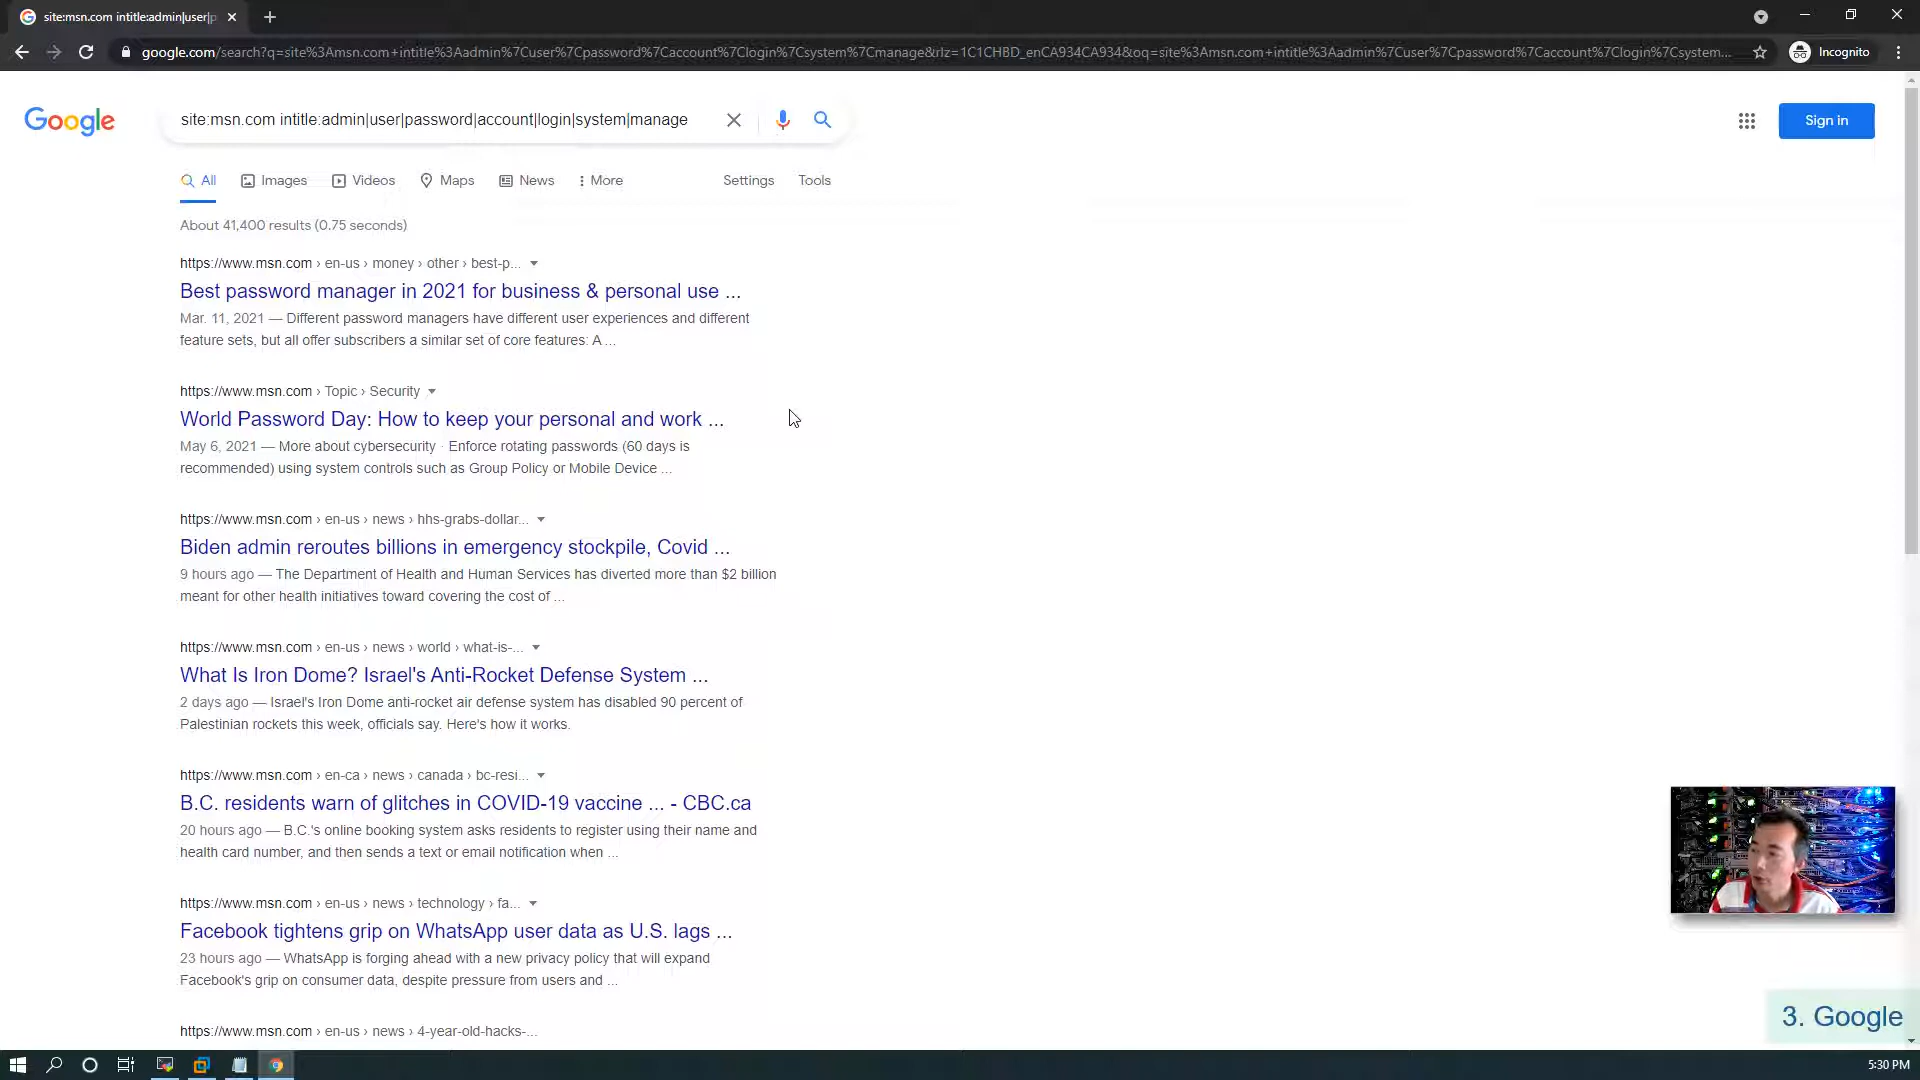 site:msn.com intitle:admin|user|p
google.com/search?q=site%3Amsn.com+intitle%3Aadmin%7Cuser%7Cpassword%7Caccount%7Clogin%7Csystem%7Cmanage&rlz=1C1CHBD_enCA934CA934&oq=site%3Amsn.com+intitle%3Aadmin%7Cuser%7Cpassword%7Caccount%7Clogin%7Csystem...
Incognito
Google
site:msn.com intitle:admin|user|password|account|login|system|manage
Sign in
All
Images
Videos
Maps
News
More
Settings
Tools
About 41,400 results (0.75 seconds)
https://www.msn.com › en-us › money › other › best-p...
Best password manager in 2021 for business & personal use ...
Mar. 11, 2021 — Different password managers have different user experiences and different
feature sets, but all offer subscribers a similar set of core features: A ...
https://www.msn.com › Topic › Security
World Password Day: How to keep your personal and work ...
May 6, 2021 — More about cybersecurity · Enforce rotating passwords (60 days is
recommended) using system controls such as Group Policy or Mobile Device ...
https://www.msn.com › en-us › news › hhs-grabs-dollar...
Biden admin reroutes billions in emergency stockpile, Covid ...
9 hours ago — The Department of Health and Human Services has diverted more than $2 billion
meant for other health initiatives toward covering the cost of ...
https://www.msn.com › en-us › news › world › what-is-...
What Is Iron Dome? Israel's Anti-Rocket Defense System ...
2 days ago — Israel's Iron Dome anti-rocket air defense system has disabled 90 percent of
Palestinian rockets this week, officials say. Here's how it works.
https://www.msn.com › en-ca › news › canada › bc-resi...
B.C. residents warn of glitches in COVID-19 vaccine ... - CBC.ca
20 hours ago — B.C.'s online booking system asks residents to register using their name and
health card number, and then sends a text or email notification when ...
https://www.msn.com › en-us › news › technology › fa...
Facebook tightens grip on WhatsApp user data as U.S. lags ...
23 hours ago — WhatsApp is forging ahead with a new privacy policy that will expand
Facebook's grip on consumer data, despite pressure from users and ...
https://www.msn.com › en-us › news › 4-year-old-hacks-...
3. Google
5:30 PM